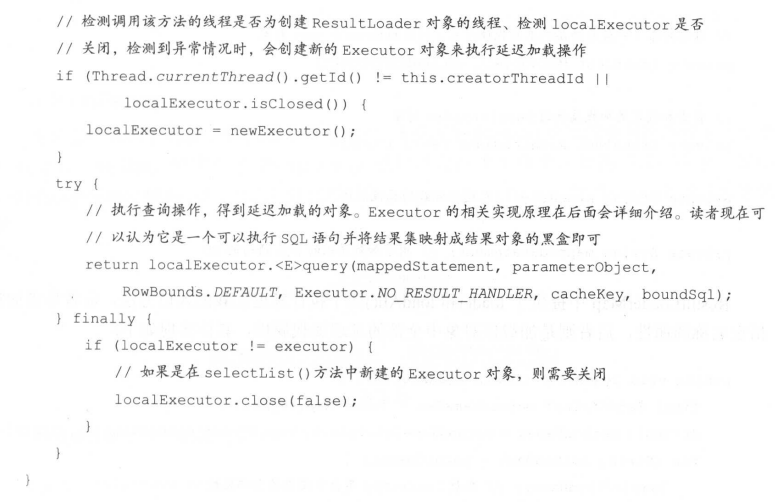 // 检测调用该方法的线程是否为创建 ResultLoader 对象的线程、检测 localExecutor 是否
// 关闭，检测到异常情况时，会创建新的 Executor 对象来执行延迟加载操作
if (Thread.currentThread().getId() != this.creatorThreadId ||
localExecutor.isClosed()) {
localExecutor = newExecutor();
}
try {
// 执行查询操作，得到延迟加载的对象。Executor 的相关实现原理在后面会详细介绍。读者现在可
// 以认为它是一个可以执行 SQL 语句并将结果集映射成结果对象的黑盒即可
return localExecutor.<E>query(mappedStatement, parameterObject,
RowBounds.DEFAULT, Executor.NO_RESULT_HANDLER, cacheKey, boundSql);
} finally {
if (localExecutor != executor) {
// 如果是在 selectList()方法中新建的 Executor 对象，则需要关闭
localExecutor.close(false);
}
}
}